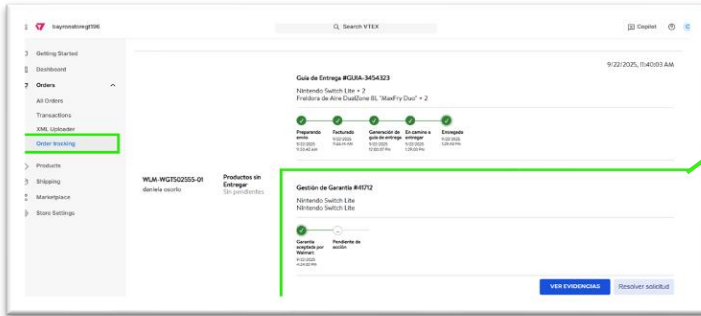 bayronstoregt196
Search VTEX
Copilot
Getting Started
Dashboard
Orders
All Orders
Transactions
XML Uploader
Order tracking
Products
Shipping
Marketplace
Store Settings
9/22/2025, 11:40:03 AM
Guía de Entrega #GUIA-3454323
Nintendo Switch Lite × 2
Freidora de Aire DualZone 8L "MaxFry Duo" × 2
Preparando envío
Facturado
Generación de guía de entrega
En camino a entregar
Entregado
WLM-WGT502555-01
daniela osorio
Productos sin Entregar
Sin pendientes
Gestión de Garantía #41712
Nintendo Switch Lite
Nintendo Switch Lite
Garantía aceptada por Walmart
Pendiente de acción
VER EVIDENCIAS
Resolver solicitud